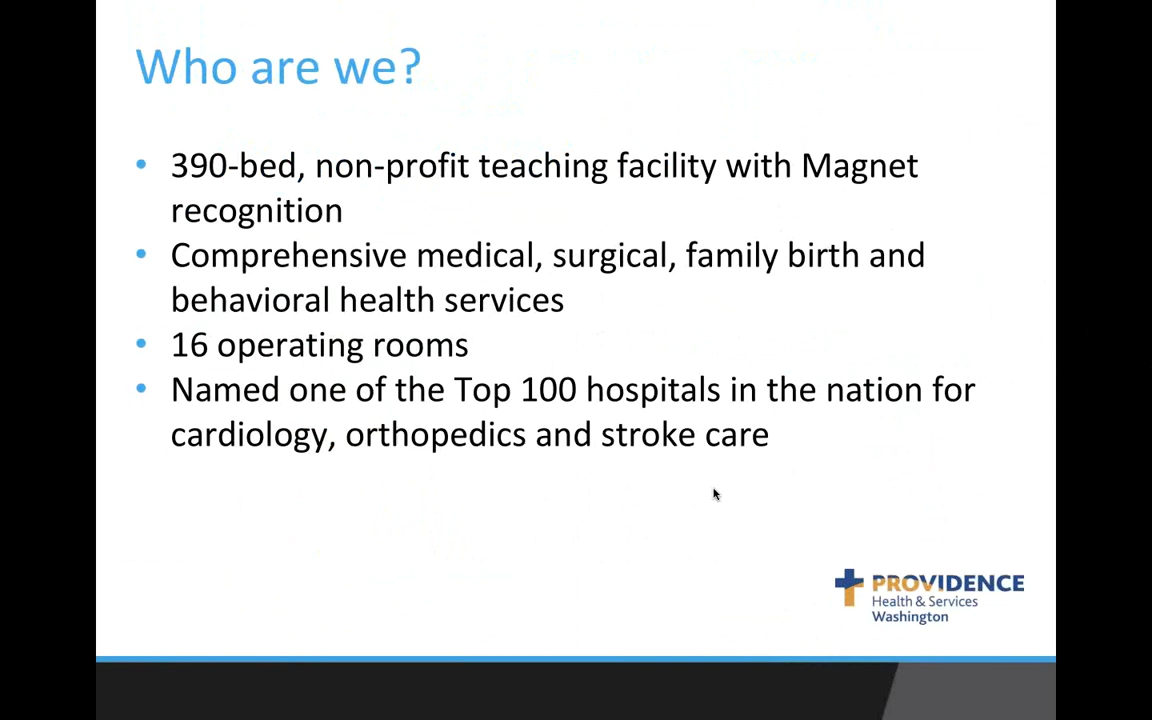 Who are we?
• 390-bed, non-profit teaching facility with Magnet
recognition
• Comprehensive medical, surgical, family birth and
behavioral health services
• 16 operating rooms
• Named one of the Top 100 hospitals in the nation for
cardiology, orthopedics and stroke care
PROVIDENCE
Health & Services
Washington